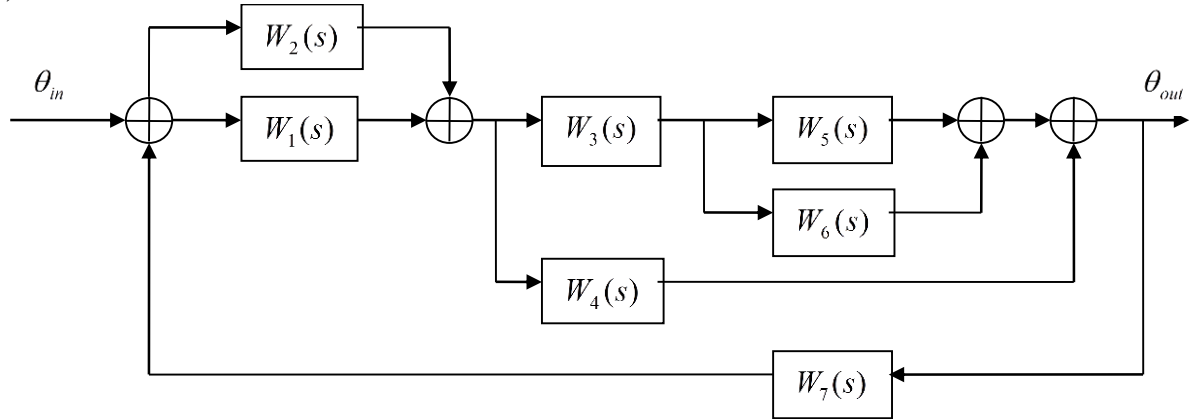 W₂(s)
θᵢₙ
θₒᵤₜ
W₁(s)
W₃(s)
W₅(s)
W₆(s)
W₄(s)
W₇(s)